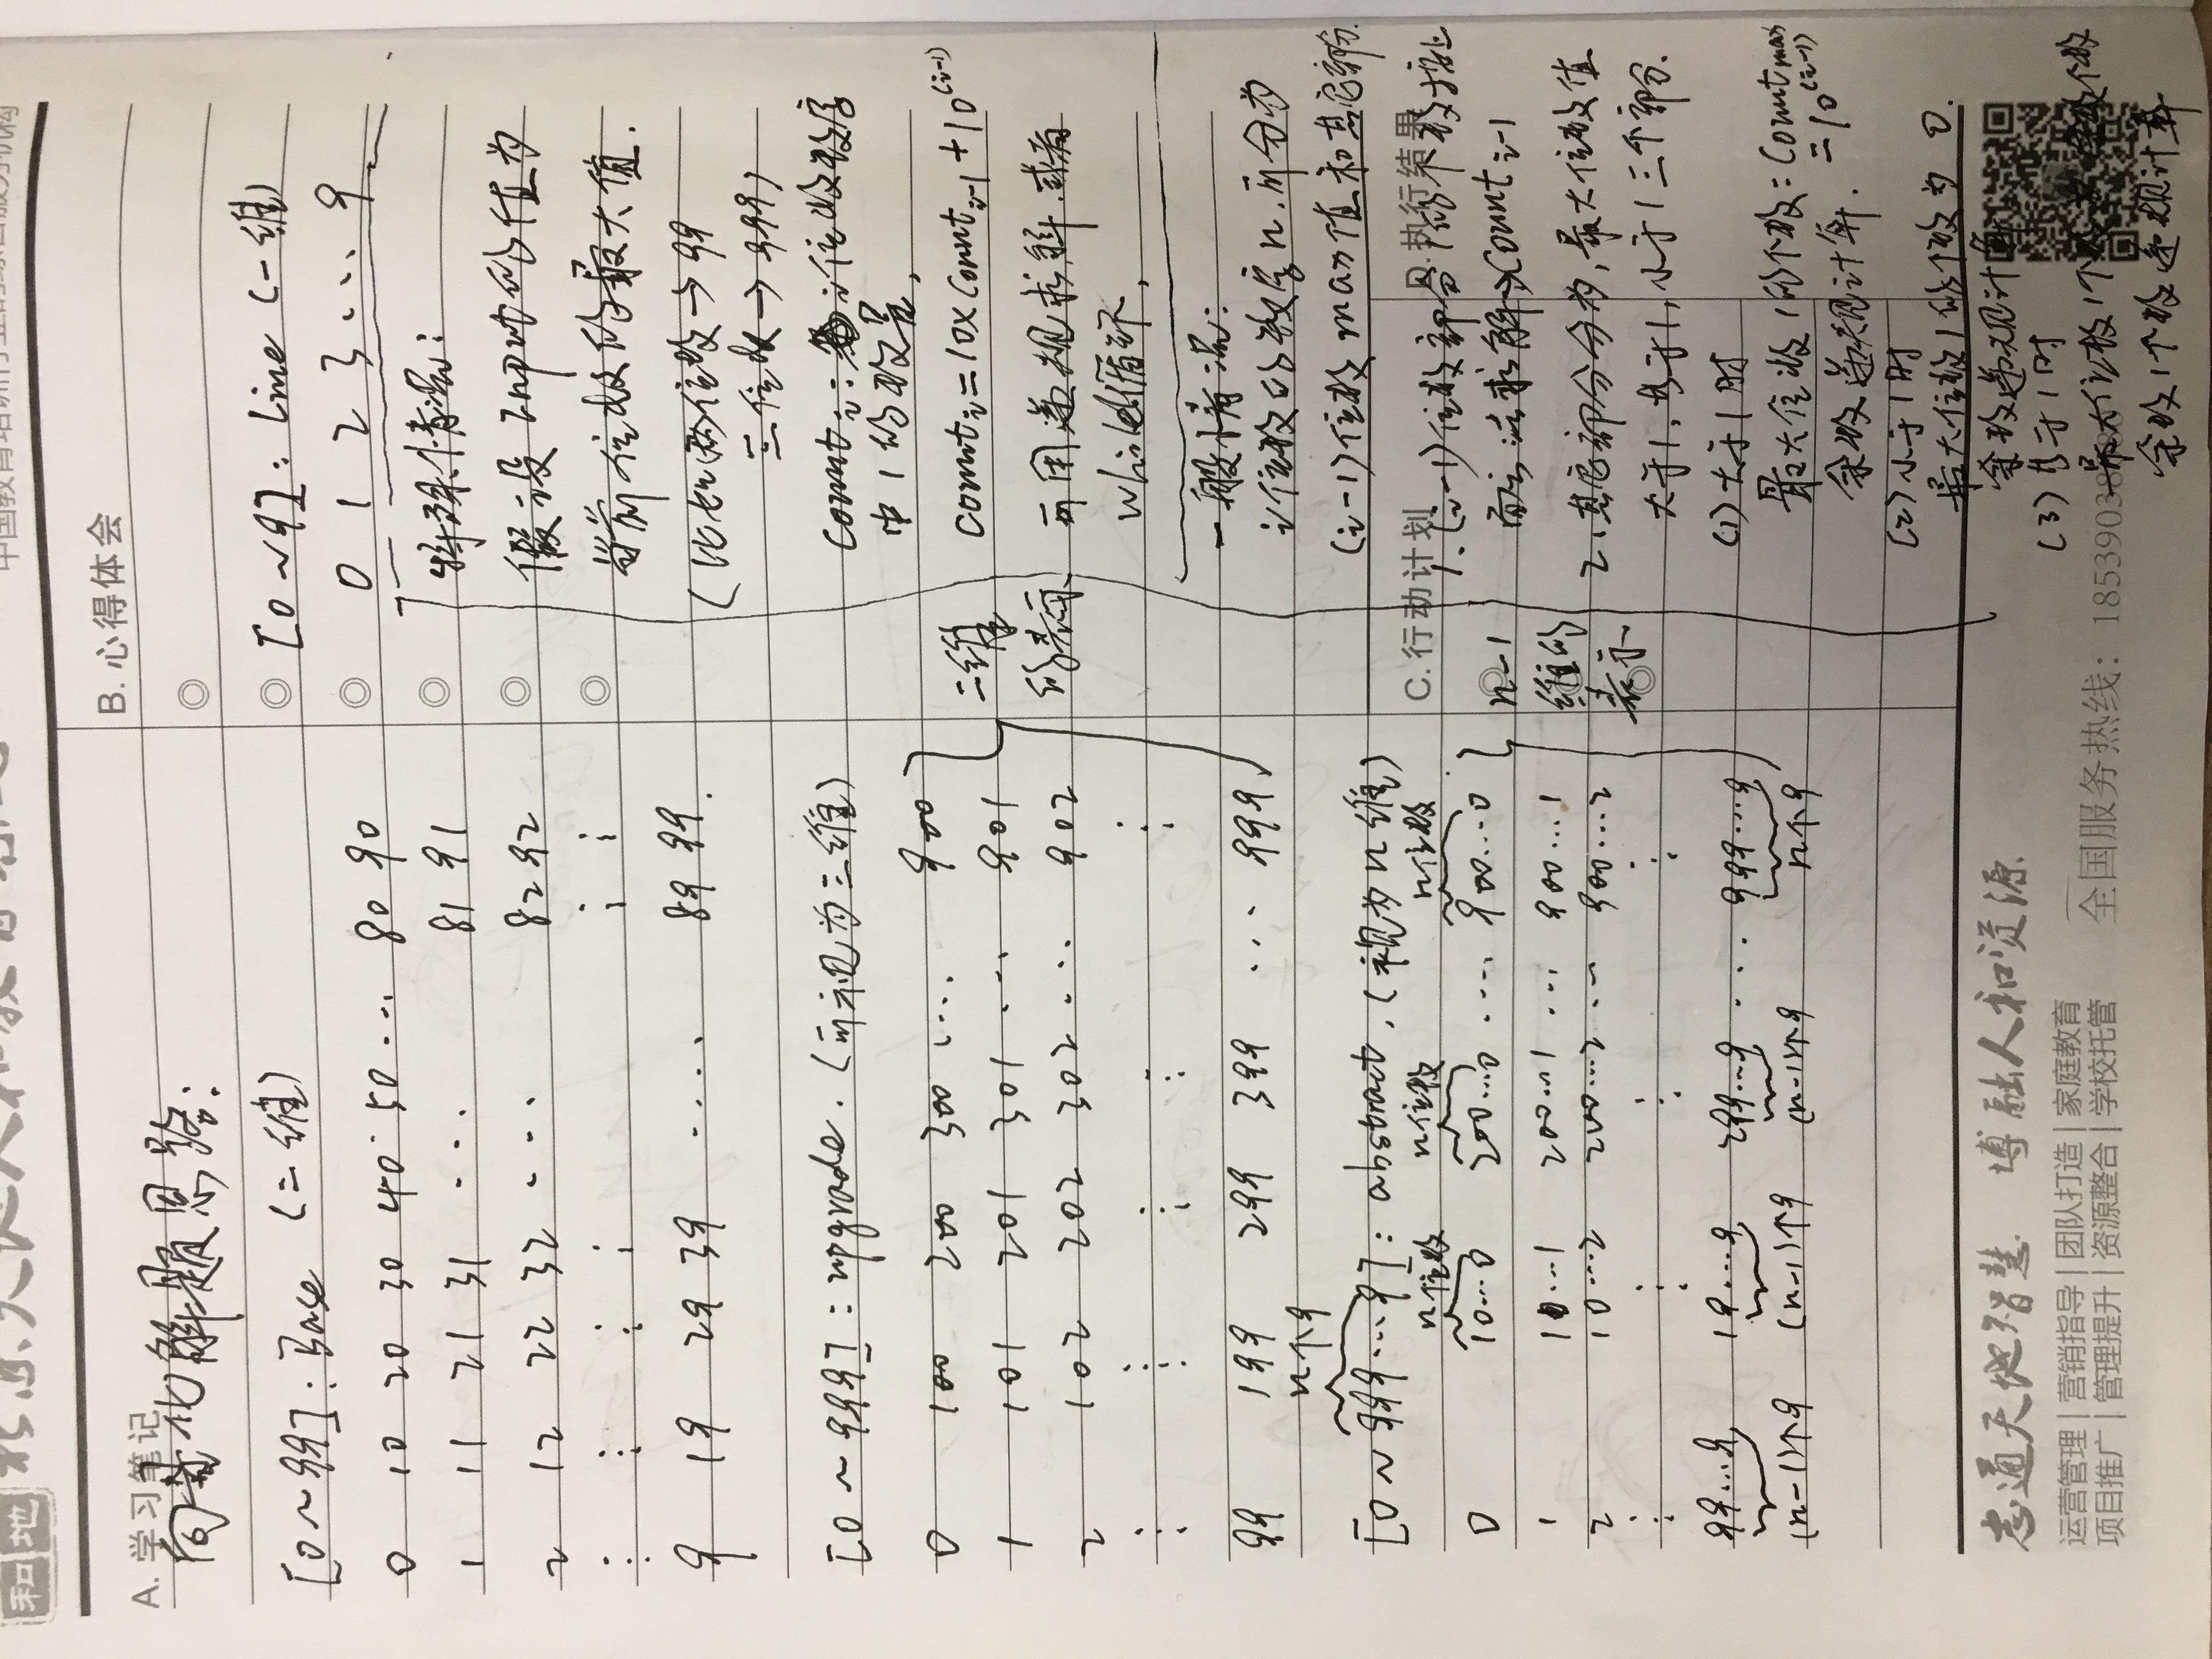 和地 北京天地人和教育
中国教育培训行业的综合服务机构
A. 学习笔记
向量化解题思路:
[0~99]: Base (二维)
0 10 20 30 40 50 ... 80 90
1 11 21 31 ... 81 91
2 12 22 32 ... 82 92
⋮ ⋮ ⋮ ⋮ ⋮ ⋮
9 19 29 39 .... 89 99.
[0~999]: upgrade. (可视为三维)
0 100 200 300 .... 900
1 101 201 301 ... 901
2 102 202 302 ... 902
⋮ ⋮ ⋮ ⋮ ⋮
99 199 299 399 ... 999
二维
的表示
n个9
[0~999...9]: abstract. (视为n维)
n位数 n位数 n位数
0 10...0 200...0 .... 900...0
1 10...1 200...1 ... 900...1
2 10...2 200...2 ... 900...2
⋮ ⋮ ⋮ ⋮
99...9 19...9 299...9 ... 999...9
(n-1)个9 (n-1)个9 (n-1)个9 n个9
n-1
维的
表示
B. 心得体会
[0~9]: Line (一维)
0 1 2 3 ... 9
特殊情况:
假设Input的值为
当前位数的最大值.
(比如两位数→99
三位数→999)
count i: i位数数字
中1的数量,
count i = 10×count i-1 + 10^(i-1)
可用递规求解.或者
while循环,
一般情况:
i位数的数字n.可分为
(i-1)位数max值和其它部分.
C. 行动计划
D. 执行结果
1. (i-1)位数部分1的个数按上
面方法求解→count i-1
2、其它部分分为,最大位数值
大于1,等于1,小于1三个部分.
(1)大于1时
最大位数1的个数=Count max
=10^(i-1)
余数递规计算.
(2)小于1时
最大位数1的个数为 0.
余数递规计算
(3)等于1时
最大位数1个数 余数个数
余数1个数递规计算
志通天地智慧 博融人和资源
运营管理|营销指导|团队打造|家庭教育
项目推广|管理提升|资源整合|学校托管
全国服务热线: